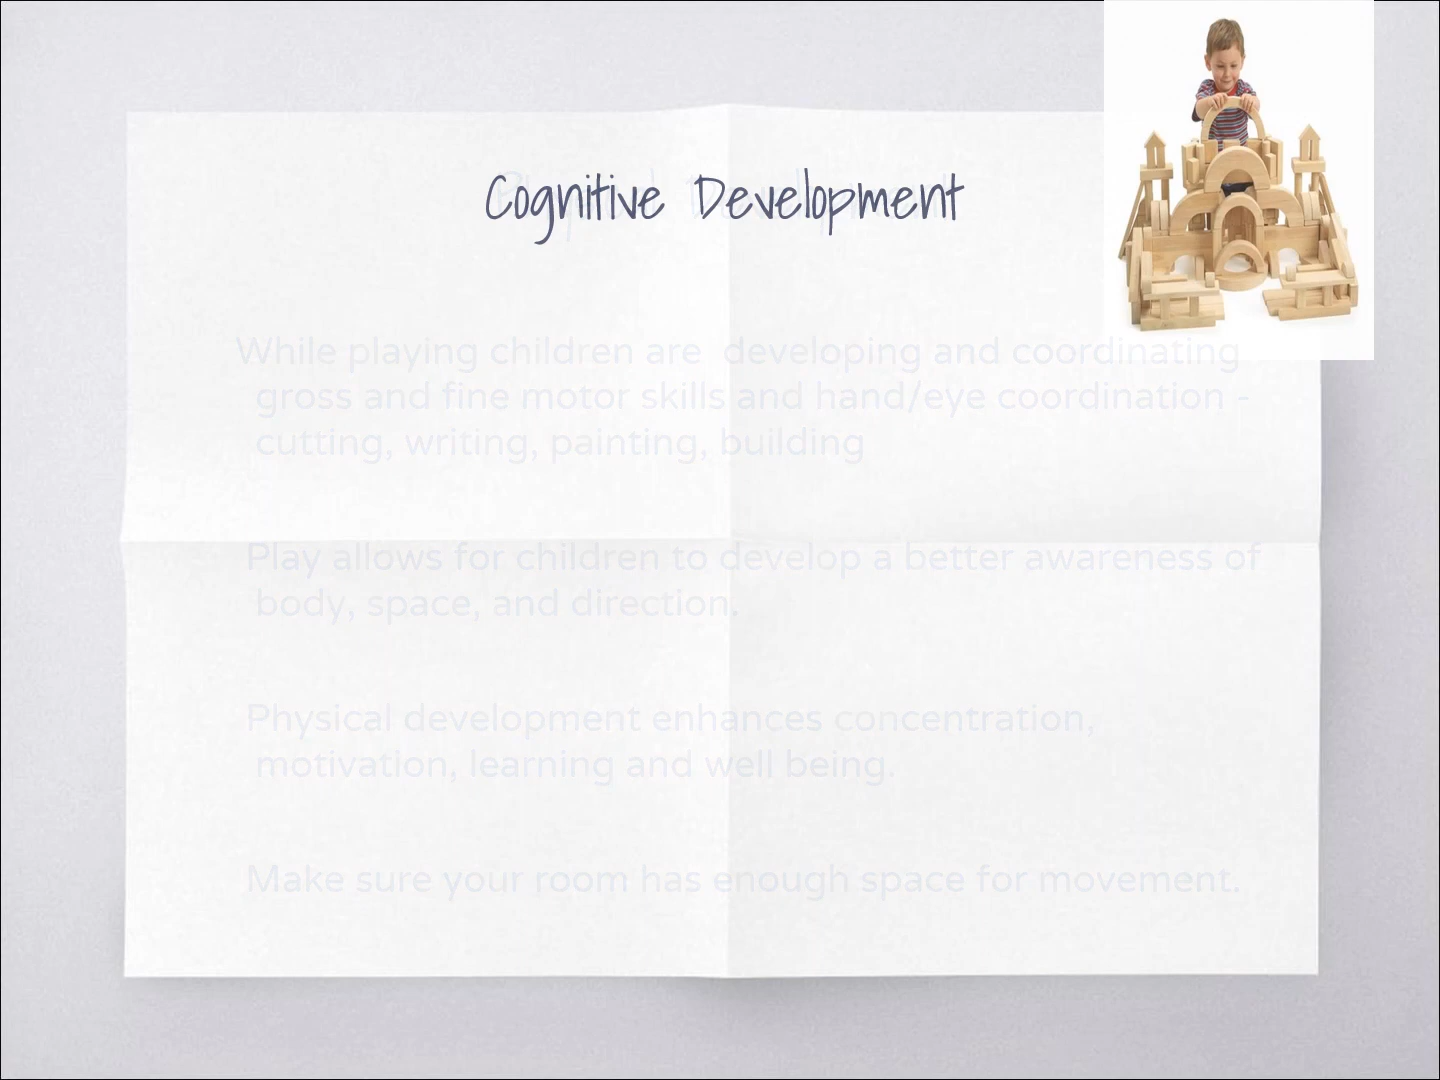 Cognitive Development
While playing children are developing and coordinating
gross and fine motor skills and hand/eye coordination -
cutting, writing, painting, building
Play allows for children to develop a better awareness of
body, space, and direction.
Physical development enhances concentration,
motivation, learning and well being.
Make sure your room has enough space for movement.